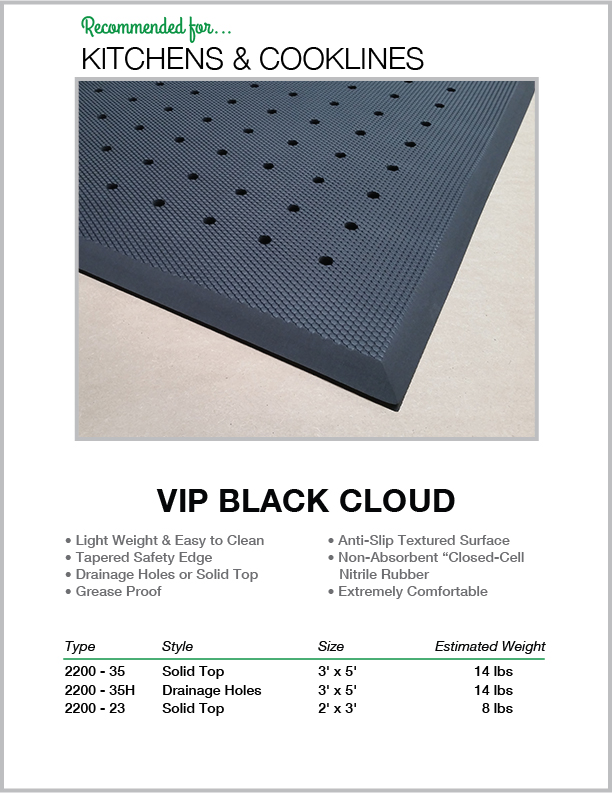 Recommended for...
KITCHENS & COOKLINES
VIP BLACK CLOUD
• Light Weight & Easy to Clean
• Tapered Safety Edge
• Drainage Holes or Solid Top
• Grease Proof
• Anti-Slip Textured Surface
• Non-Absorbent “Closed-Cell
Nitrile Rubber
• Extremely Comfortable
Type Style Size Estimated Weight
2200 - 35 Solid Top 3' x 5' 14 lbs
2200 - 35H Drainage Holes 3' x 5' 14 lbs
2200 - 23 Solid Top 2' x 3' 8 lbs